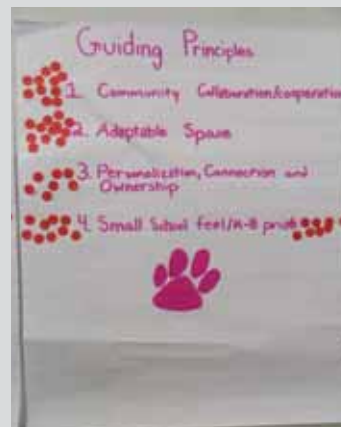 Guiding Principles
1. Community Collaboration/cooperation
2. Adaptable Space
3. Personalization, Connection and
Ownership
4. Small School feel/K-8 pride